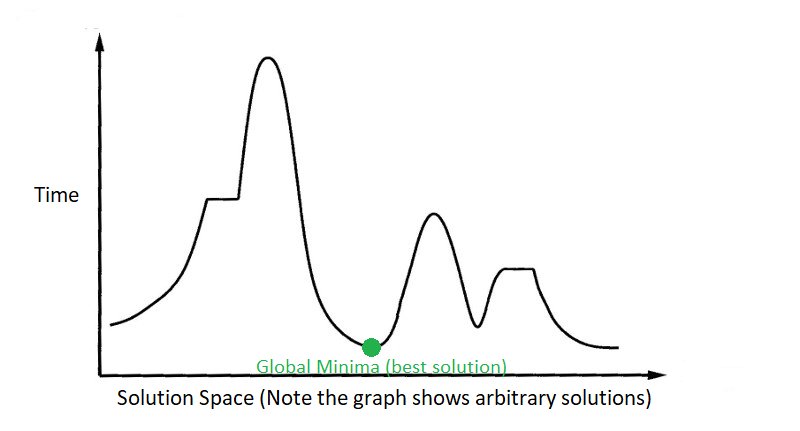 Time
Global Minima (best solution)
Solution Space (Note the graph shows arbitrary solutions)